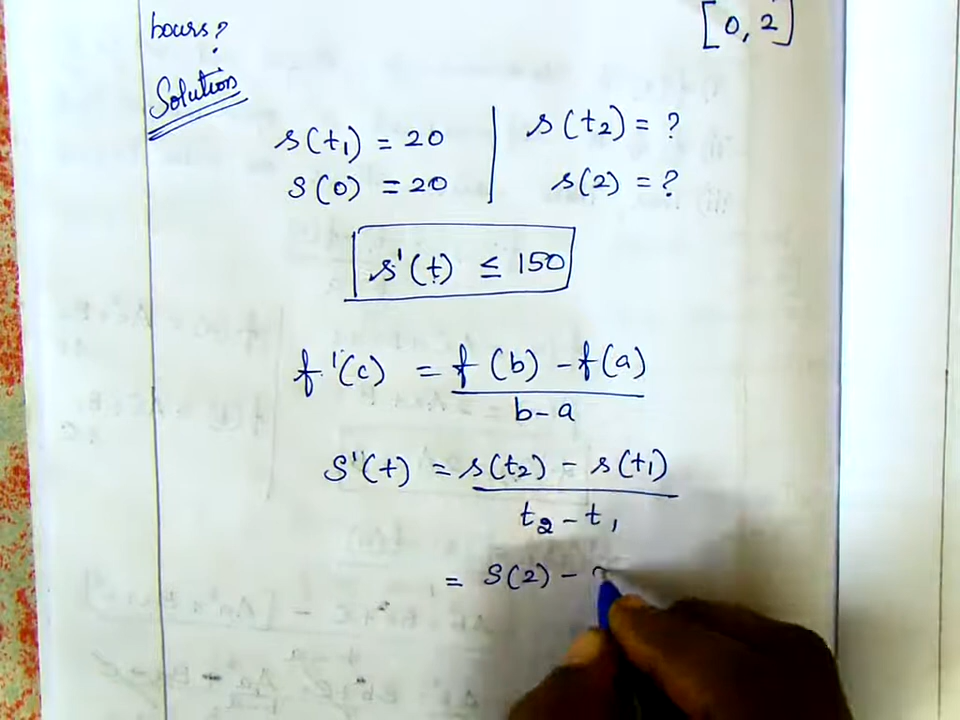 hours?
[0, 2]
Solution
s(t₁) = 20 | s(t₂) = ?
S(0) = 20 | s(2) = ?
s'(t) ≤ 150
f'(c) = f(b) - f(a)
b - a
S'(t) = s(t₂) - s(t₁)
t₂ - t₁
= S(2) -